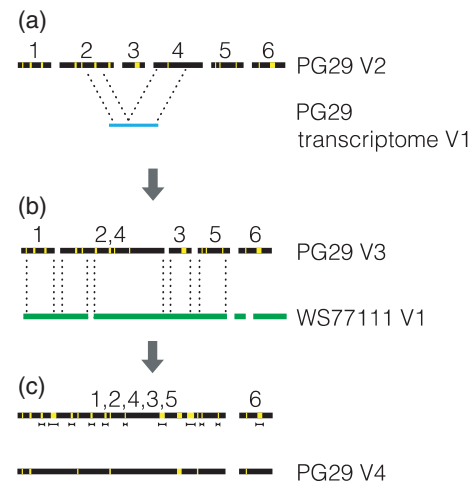 (a)
1 2 3 4 5 6
PG29 V2
PG29
transcriptome V1
(b)
1 2,4 3 5 6
PG29 V3
WS77111 V1
(c)
1,2,4,3,5 6
PG29 V4